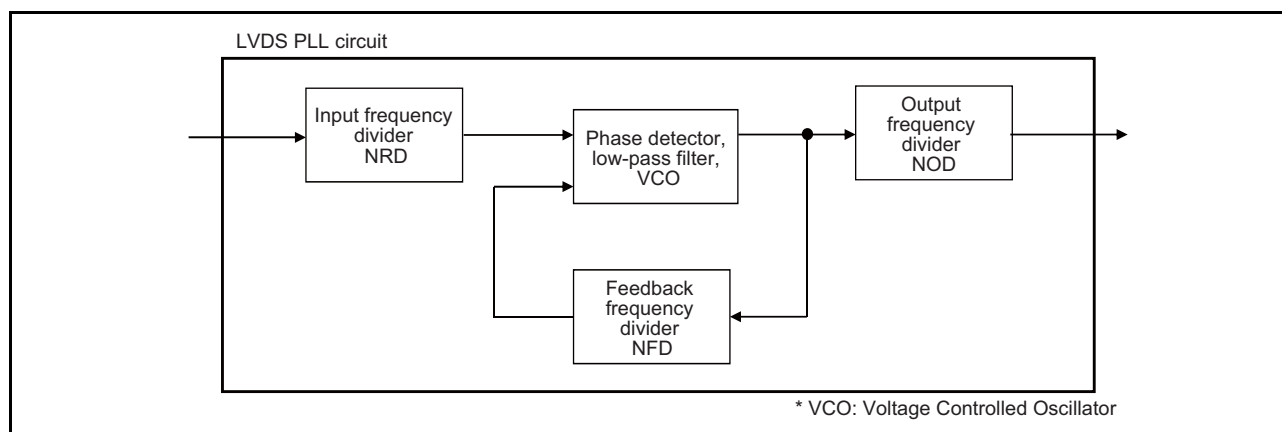 LVDS PLL circuit
Input frequency
divider
NRD
Phase detector,
low-pass filter,
VCO
Output
frequency
divider
NOD
Feedback
frequency
divider
NFD
* VCO: Voltage Controlled Oscillator